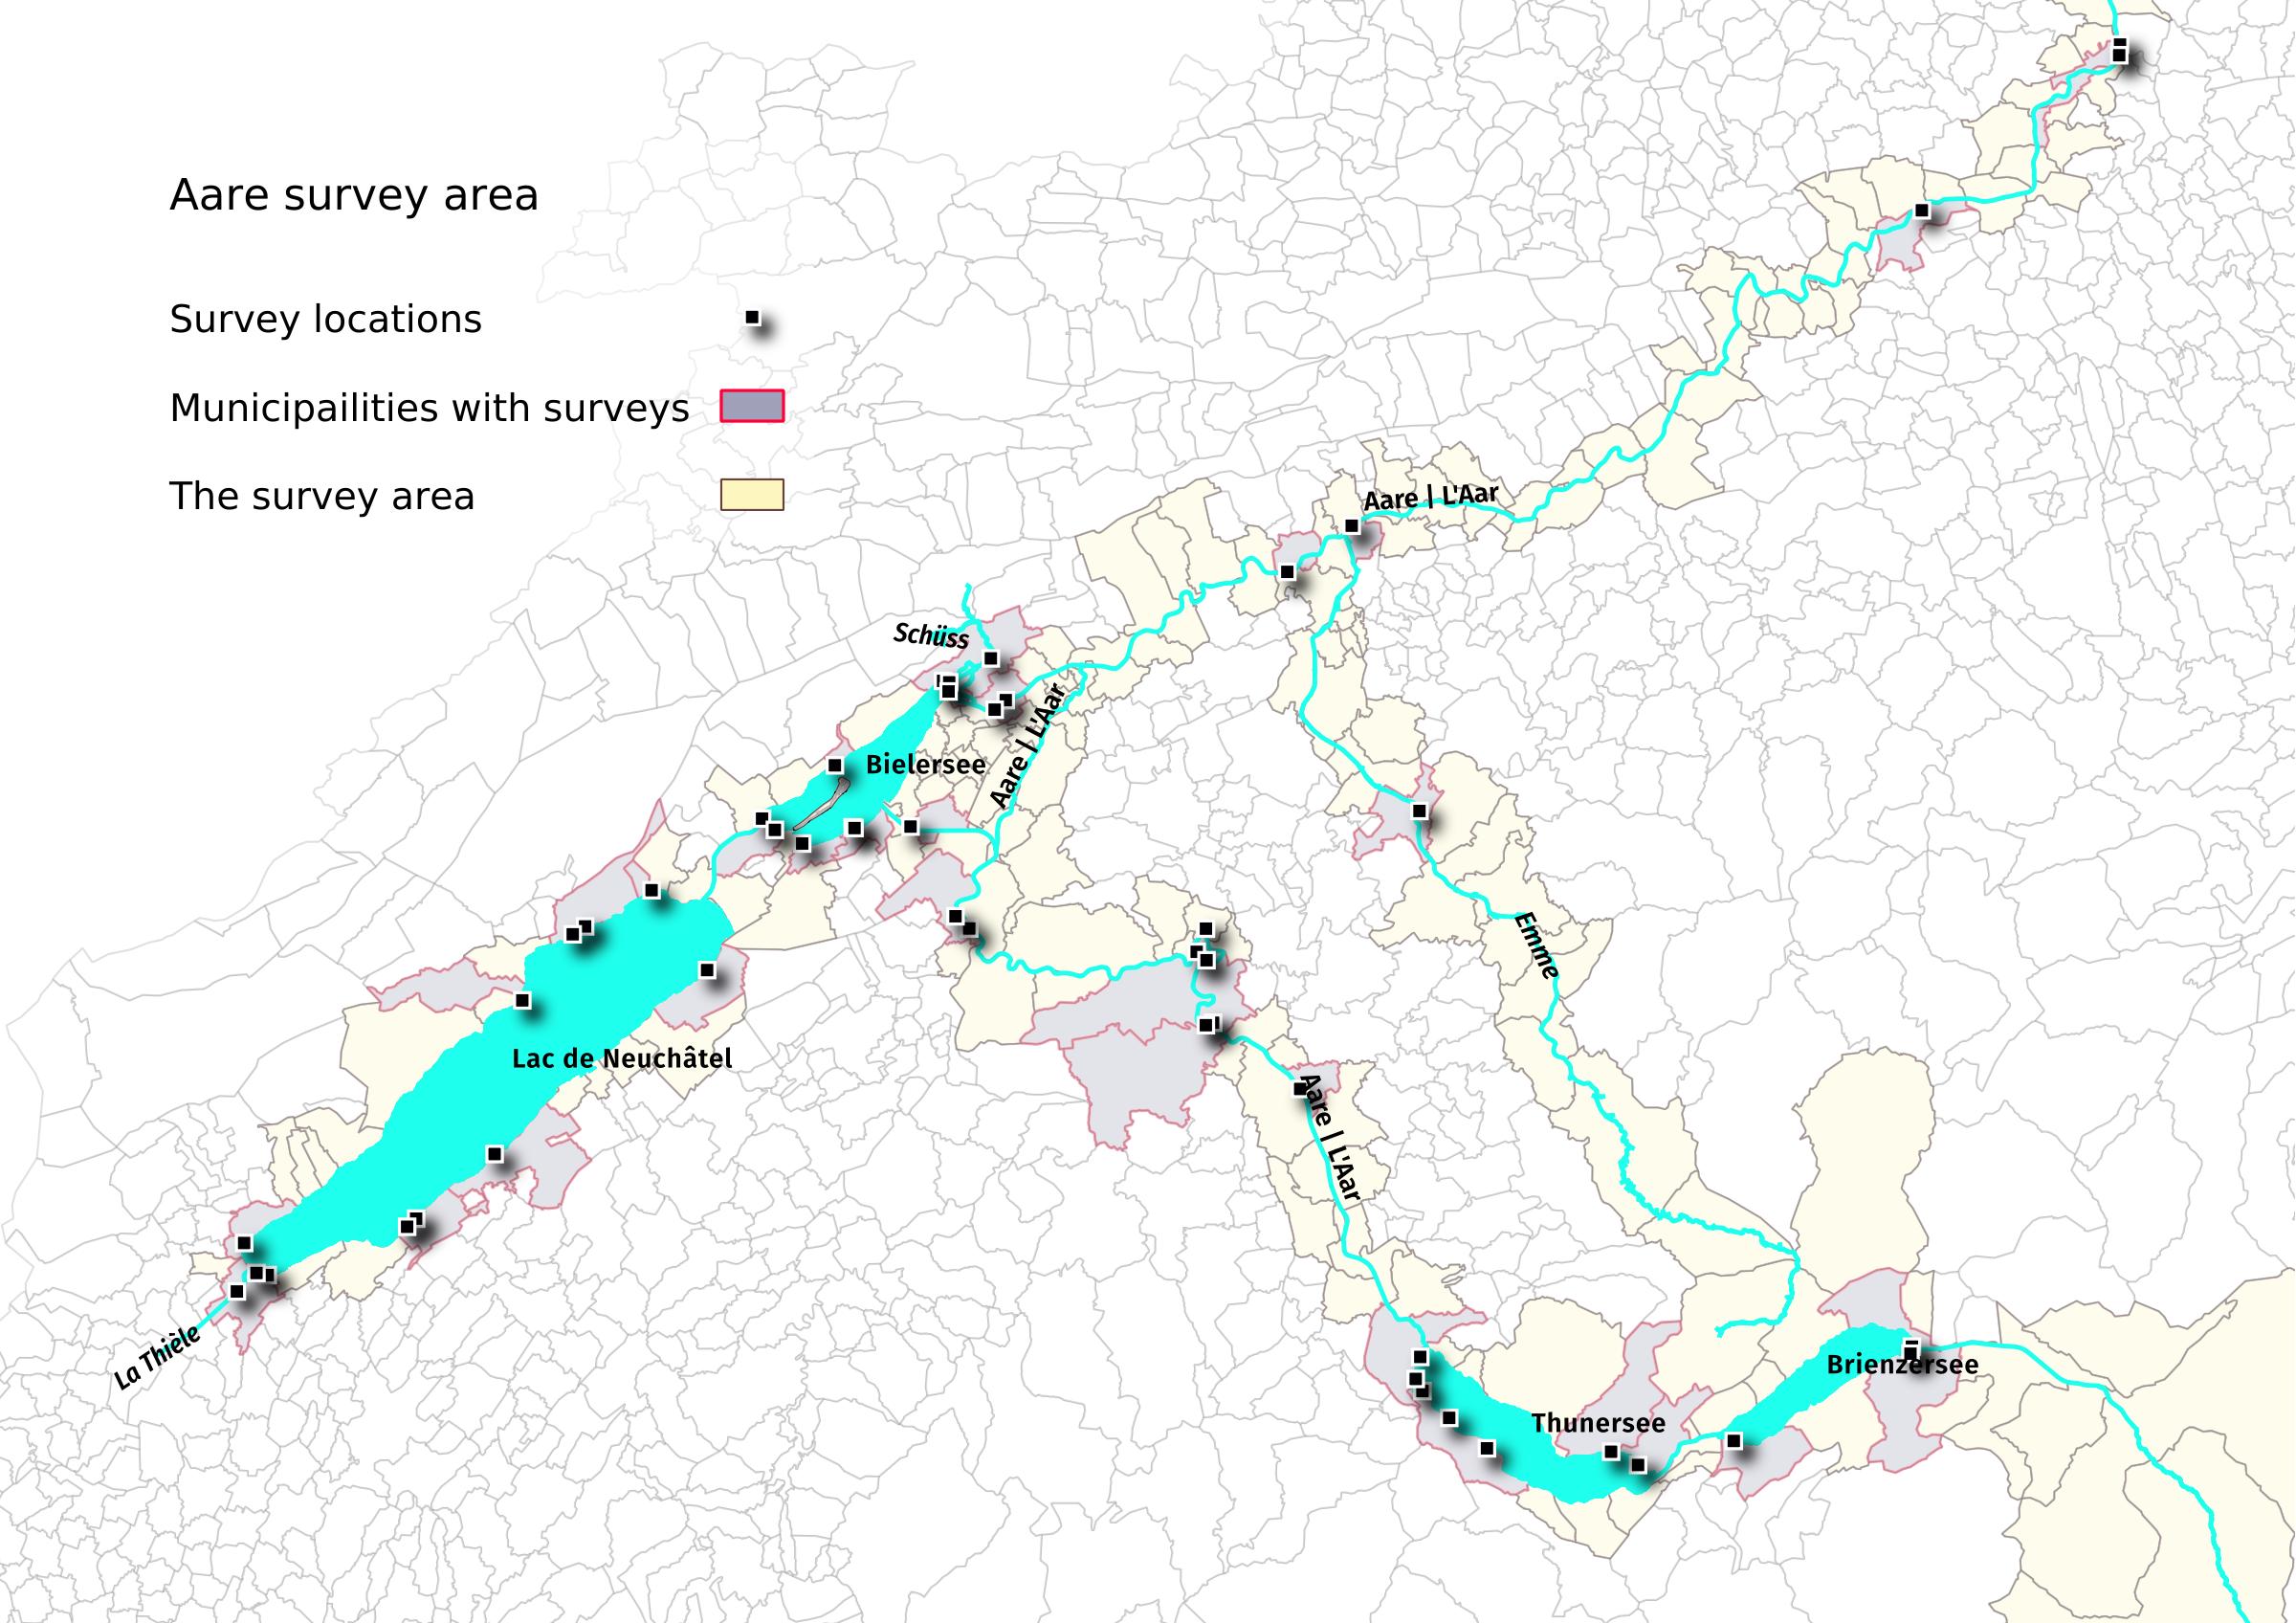 Aare survey area
Survey locations
Municipailities with surveys
The survey area
Aare | L'Aar
Schüss
Aare | L'Aar
Bielersee
Emme
Lac de Neuchâtel
Aare | L'Aar
La Thièle
Brienzersee
Thunersee